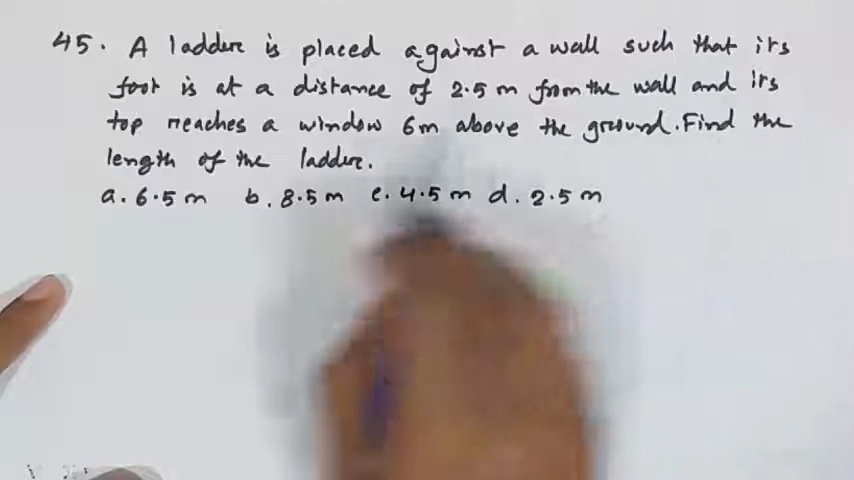 45. A ladder is placed against a wall such that its
foot is at a distance of 2.5 m from the wall and its
top reaches a window 6m above the ground. Find the
length of the ladder.
a. 6.5 m b. 8.5 m c. 4.5 m d. 2.5 m